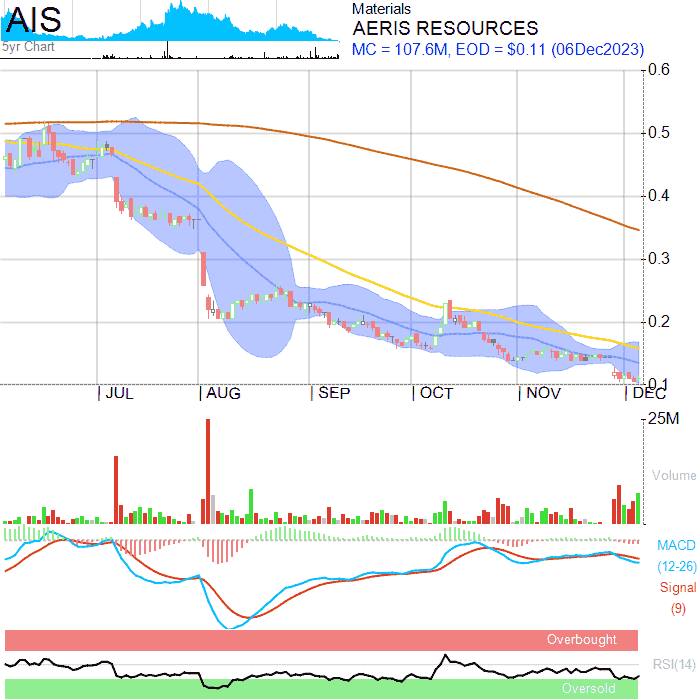 AIS
5yr Chart
Materials
AERIS RESOURCES
MC = 107.6M, EOD = $0.11 (06Dec2023)
0.6
0.5
0.4
0.3
0.2
0.1
JUL
AUG
SEP
OCT
NOV
DEC
25M
Volume
MACD
(12-26)
Signal
(9)
Overbought
RSI(14)
Oversold